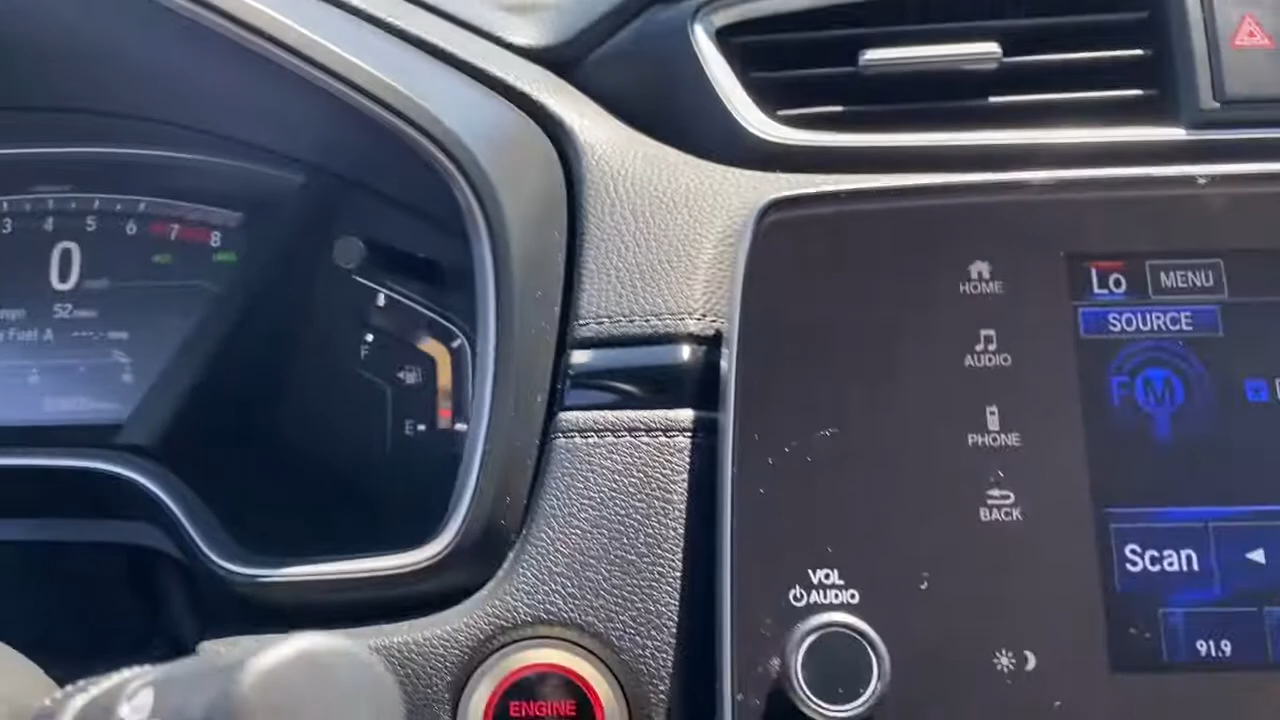 3 4 5 6 7 8
0
52
Fuel A
F
E
HOME
AUDIO
PHONE
BACK
VOL
AUDIO
ENGINE
Lo MENU
SOURCE
FM
Scan
91.9